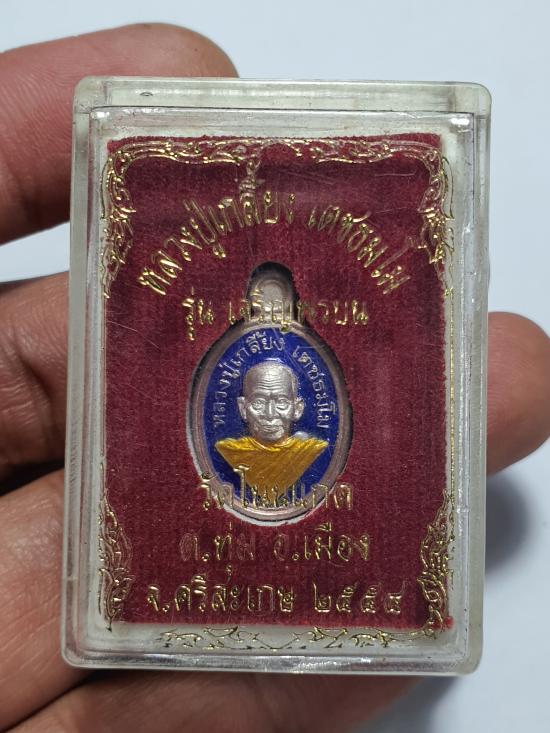 หลวงปู่เกลี้ยง เตชธมฺโม
รุ่น เจริญพรบน
หลวงปู่เกลี้ยง เตชธมฺโม
วัดโนนแกด
ต.ทุ่ม อ.เมือง
จ.ศรีสะเกษ ๒๕๕๔